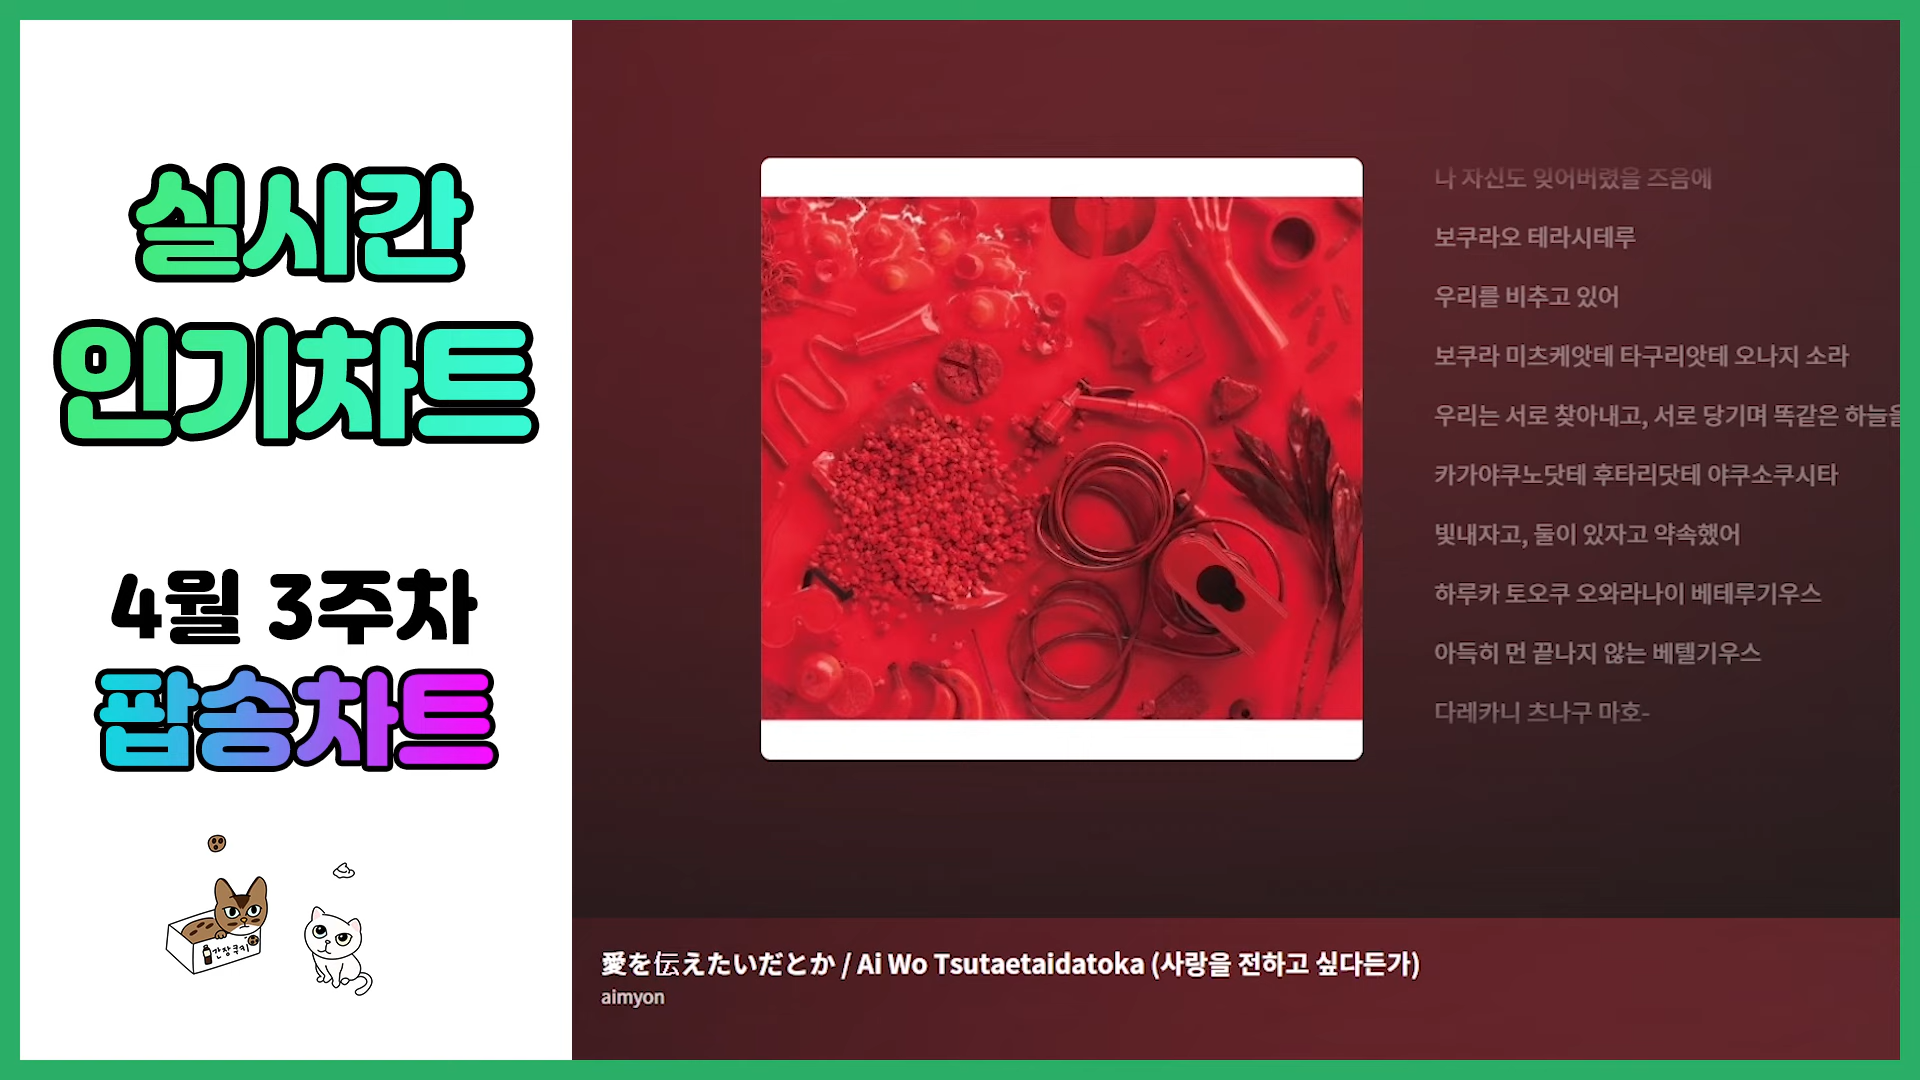 실시간
인기차트
4월 3주차
팝송차트
간장쿡키
나 자신도 잊어버렸을 즈음에
보쿠라오 테라시테루
우리를 비추고 있어
보쿠라 미츠케앗테 타구리앗테 오나지 소라
우리는 서로 찾아내고, 서로 당기며 똑같은 하늘을
카가야쿠노닷테 후타리닷테 야쿠소쿠시타
빛내자고, 둘이 있자고 약속했어
하루카 토오쿠 오와라나이 베테루기우스
아득히 먼 끝나지 않는 베텔기우스
다레카니 츠나구 마호-
愛を伝えたいだとか / Ai Wo Tsutaetaidatoka (사랑을 전하고 싶다든가)
aimyon